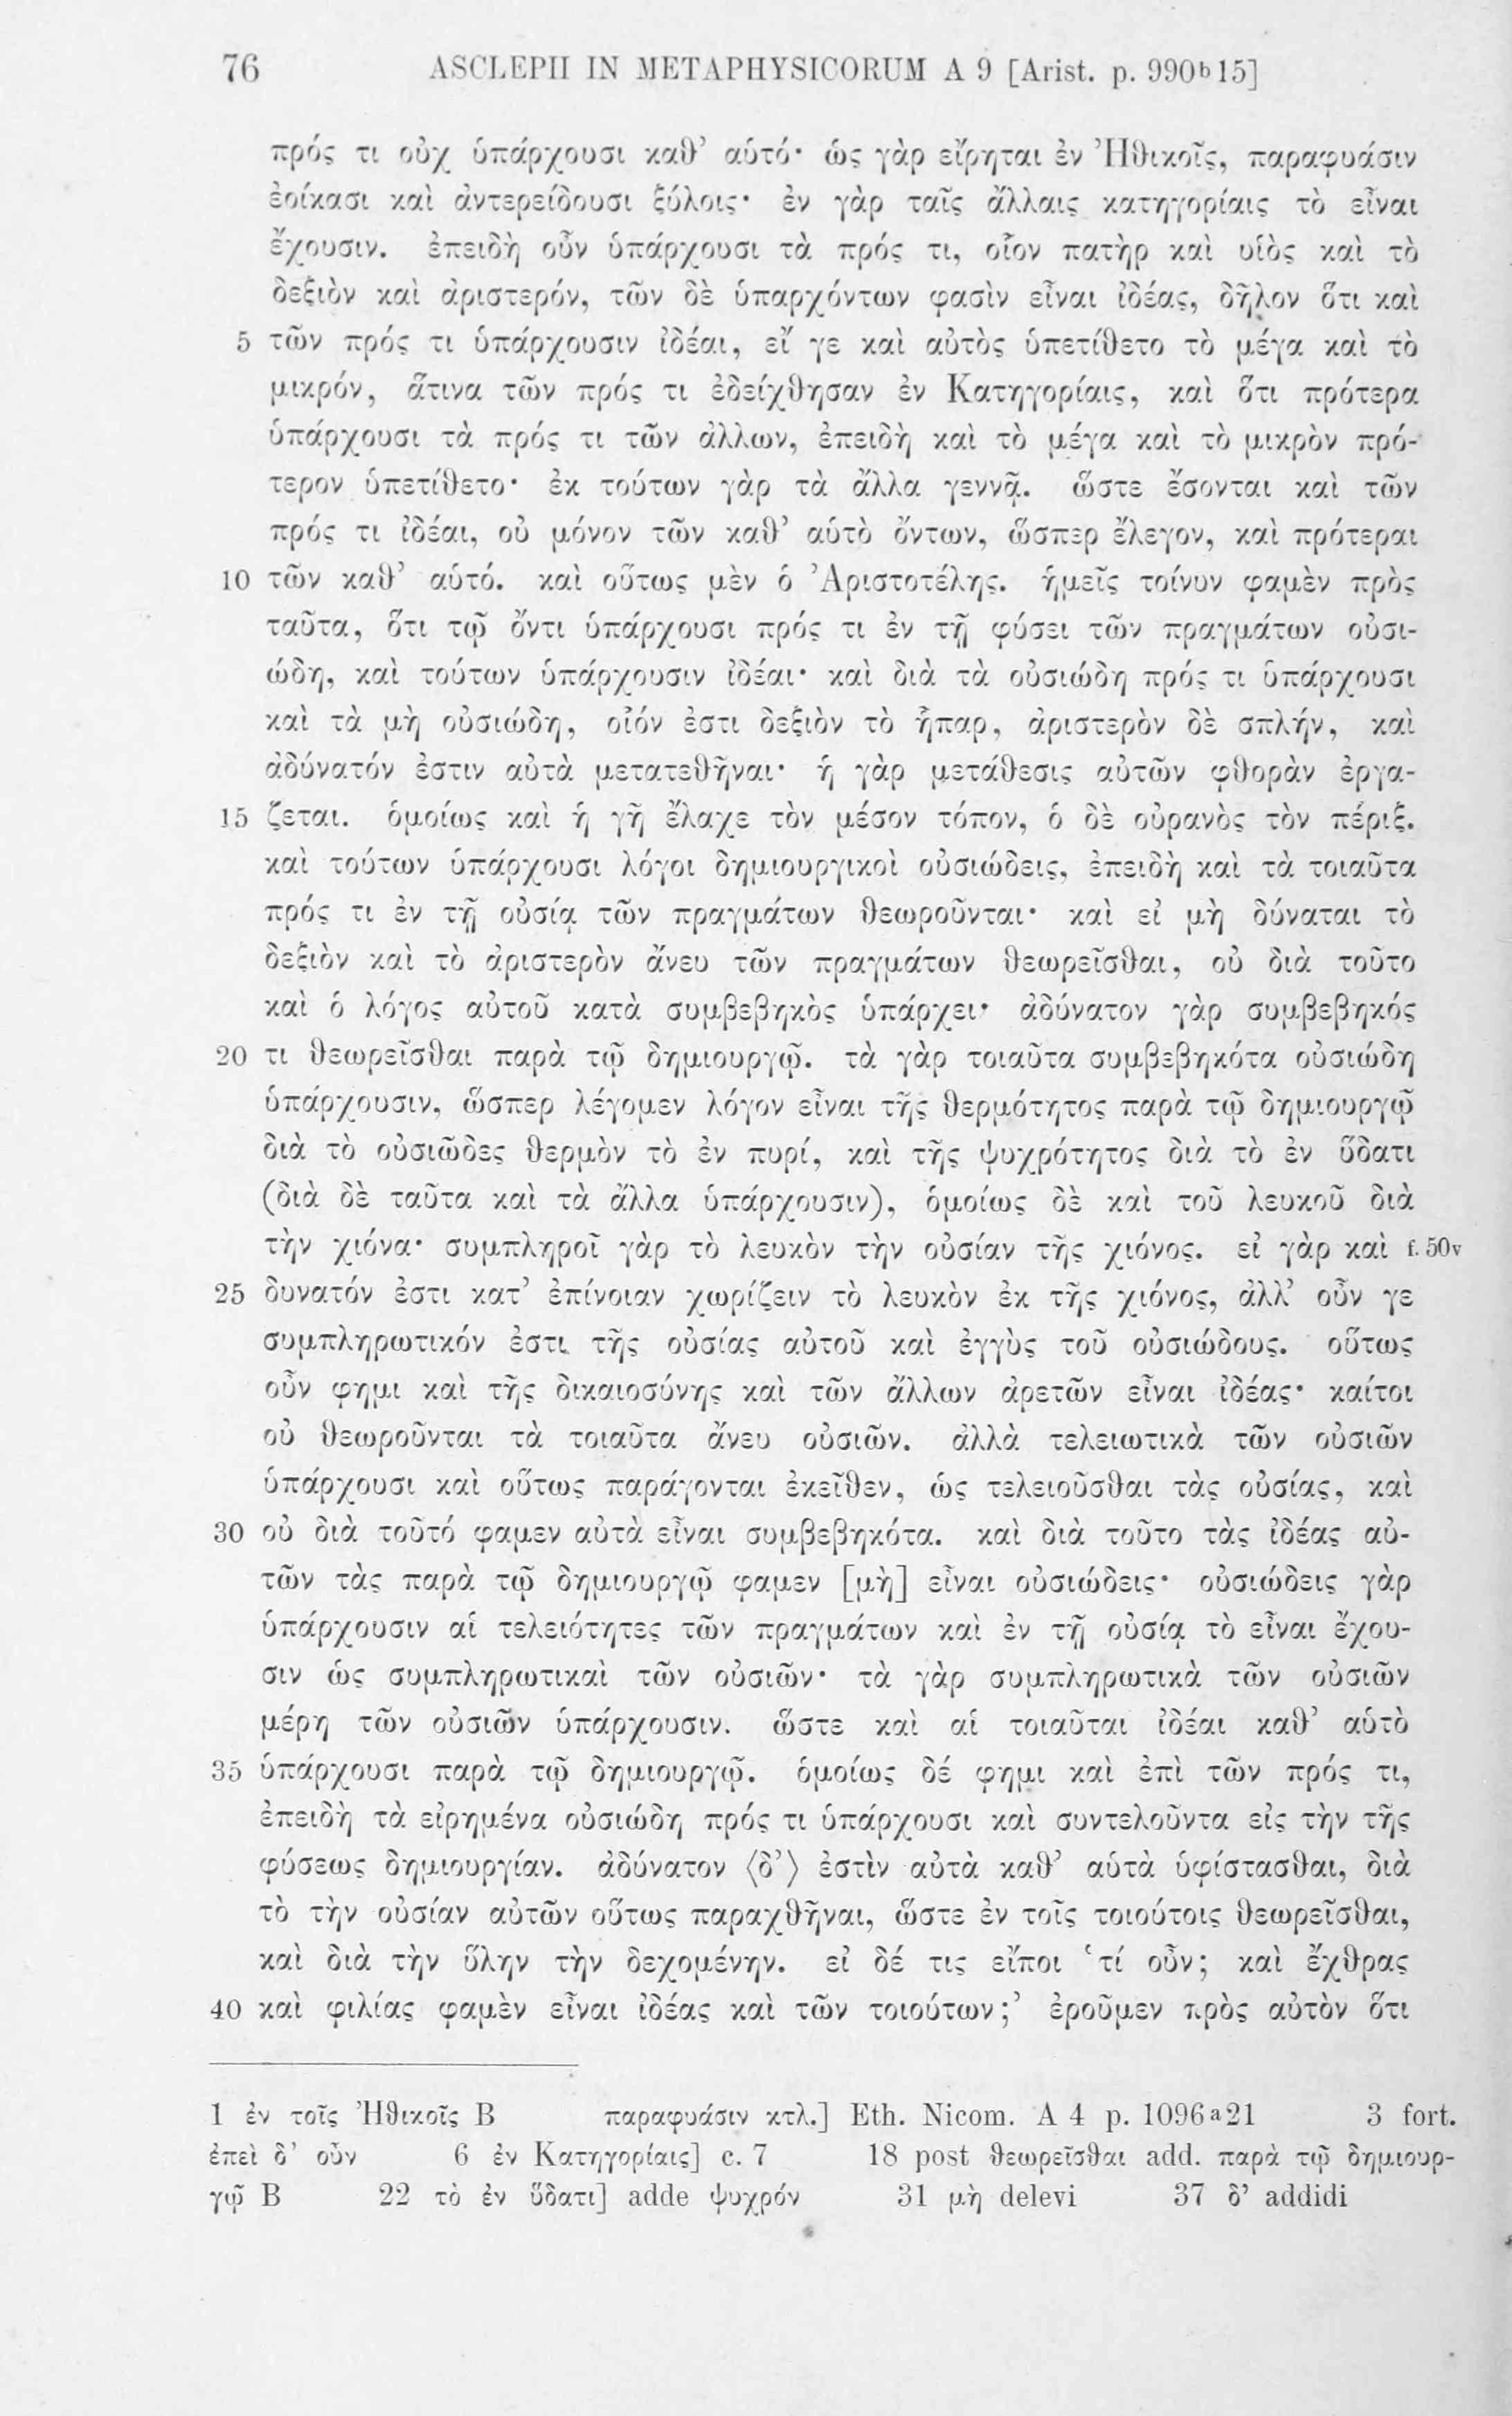 76 ASCLEPII IN METAPHYSICORUM A 9 [Arist. p. 990ᵇ15]
πρός τι οὐχ ὑπάρχουσι καθ’ αὑτό· ὡς γὰρ εἴρηται ἐν Ἠθικοῖς, παραφυάσιν
ἐοίκασι καὶ ἀντερείδουσι ξύλοις· ἐν γὰρ ταῖς ἄλλαις κατηγορίαις τὸ εἶναι
ἔχουσιν. ἐπειδὴ οὖν ὑπάρχουσι τὰ πρός τι, οἷον πατὴρ καὶ υἱὸς καὶ τὸ
δεξιὸν καὶ ἀριστερόν, τῶν δὲ ὑπαρχόντων φασὶν εἶναι ἰδέας, δῆλον ὅτι καὶ
5 τῶν πρός τι ὑπάρχουσιν ἰδέαι, εἴ γε καὶ αὐτὸς ὑπετίθετο τὸ μέγα καὶ τὸ
μικρόν, ἅτινα τῶν πρός τι ἐδείχθησαν ἐν Κατηγορίαις, καὶ ὅτι πρότερα
ὑπάρχουσι τὰ πρός τι τῶν ἄλλων, ἐπειδὴ καὶ τὸ μέγα καὶ τὸ μικρὸν πρό-
τερον ὑπετίθετο· ἐκ τούτων γὰρ τὰ ἄλλα γεννᾷ. ὥστε ἔσονται καὶ τῶν
πρός τι ἰδέαι, οὐ μόνον τῶν καθ’ αὑτὸ ὄντων, ὥσπερ ἔλεγον, καὶ πρότεραι
10 τῶν καθ’ αὑτό. καὶ οὕτως μὲν ὁ Ἀριστοτέλης. ἡμεῖς τοίνυν φαμὲν πρὸς
ταῦτα, ὅτι τῷ ὄντι ὑπάρχουσι πρός τι ἐν τῇ φύσει τῶν πραγμάτων οὐσι-
ώδη, καὶ τούτων ὑπάρχουσιν ἰδέαι· καὶ διὰ τὰ οὐσιώδη πρός τι ὑπάρχουσι
καὶ τὰ μὴ οὐσιώδη, οἷόν ἐστι δεξιὸν τὸ ἧπαρ, ἀριστερὸν δὲ σπλήν, καὶ
ἀδύνατόν ἐστιν αὐτὰ μετατεθῆναι· ἡ γὰρ μετάθεσις αὐτῶν φθορὰν ἐργα-
15 ζεται. ὁμοίως καὶ ἡ γῆ ἔλαχε τὸν μέσον τόπον, ὁ δὲ οὐρανὸς τὸν πέριξ.
καὶ τούτων ὑπάρχουσι λόγοι δημιουργικοὶ οὐσιώδεις, ἐπειδὴ καὶ τὰ τοιαῦτα
πρός τι ἐν τῇ οὐσίᾳ τῶν πραγμάτων θεωροῦνται· καὶ εἰ μὴ δύναται τὸ
δεξιὸν καὶ τὸ ἀριστερὸν ἄνευ τῶν πραγμάτων θεωρεῖσθαι, οὐ διὰ τοῦτο
καὶ ὁ λόγος αὐτοῦ κατὰ συμβεβηκὸς ὑπάρχει· ἀδύνατον γὰρ συμβεβηκός
20 τι θεωρεῖσθαι παρὰ τῷ δημιουργῷ. τὰ γὰρ τοιαῦτα συμβεβηκότα οὐσιώδη
ὑπάρχουσιν, ὥσπερ λέγομεν λόγον εἶναι τῆς θερμότητος παρὰ τῷ δημιουργῷ
διὰ τὸ οὐσιῶδες θερμὸν τὸ ἐν πυρί, καὶ τῆς ψυχρότητος διὰ τὸ ἐν ὕδατι
(διὰ δὲ ταῦτα καὶ τὰ ἄλλα ὑπάρχουσιν), ὁμοίως δὲ καὶ τοῦ λευκοῦ διὰ
τὴν χιόνα· συμπληροῖ γὰρ τὸ λευκὸν τὴν οὐσίαν τῆς χιόνος. εἰ γὰρ καὶ f. 50v
25 δυνατόν ἐστι κατ’ ἐπίνοιαν χωρίζειν τὸ λευκὸν ἐκ τῆς χιόνος, ἀλλ’ οὖν γε
συμπληρωτικόν ἐστι τῆς οὐσίας αὐτοῦ καὶ ἐγγὺς τοῦ οὐσιώδους. οὕτως
οὖν φημι καὶ τῆς δικαιοσύνης καὶ τῶν ἄλλων ἀρετῶν εἶναι ἰδέας· καίτοι
οὐ θεωροῦνται τὰ τοιαῦτα ἄνευ οὐσιῶν. ἀλλὰ τελειωτικὰ τῶν οὐσιῶν
ὑπάρχουσι καὶ οὕτως παράγονται ἐκεῖθεν, ὡς τελειοῦσθαι τὰς οὐσίας, καὶ
30 οὐ διὰ τοῦτό φαμεν αὐτὰ εἶναι συμβεβηκότα. καὶ διὰ τοῦτο τὰς ἰδέας αὐ-
τῶν τὰς παρὰ τῷ δημιουργῷ φαμεν [μὴ] εἶναι οὐσιώδεις· οὐσιώδεις γὰρ
ὑπάρχουσιν αἱ τελειότητες τῶν πραγμάτων καὶ ἐν τῇ οὐσίᾳ τὸ εἶναι ἔχου-
σιν ὡς συμπληρωτικαὶ τῶν οὐσιῶν· τὰ γὰρ συμπληρωτικὰ τῶν οὐσιῶν
μέρη τῶν οὐσιῶν ὑπάρχουσιν. ὥστε καὶ αἱ τοιαῦται ἰδέαι καθ’ αὑτὸ
35 ὑπάρχουσι παρὰ τῷ δημιουργῷ. ὁμοίως δέ φημι καὶ ἐπὶ τῶν πρός τι,
ἐπειδὴ τὰ εἰρημένα οὐσιώδη πρός τι ὑπάρχουσι καὶ συντελοῦντα εἰς τὴν τῆς
φύσεως δημιουργίαν. ἀδύνατον ⟨δ’⟩ ἐστὶν αὐτὰ καθ’ αὑτὰ ὑφίστασθαι, διὰ
τὸ τὴν οὐσίαν αὐτῶν οὕτως παραχθῆναι, ὥστε ἐν τοῖς τοιούτοις θεωρεῖσθαι,
καὶ διὰ τὴν ὕλην τὴν δεχομένην. εἰ δέ τις εἴποι ‘τί οὖν; καὶ ἔχθρας
40 καὶ φιλίας φαμὲν εἶναι ἰδέας καὶ τῶν τοιούτων;’ ἐροῦμεν πρὸς αὐτὸν ὅτι
1 ἐν τοῖς Ἠθικοῖς B παραφυάσιν κτλ.] Eth. Nicom. A 4 p. 1096ᵃ21 3 fort.
ἐπεὶ δ’ οὖν 6 ἐν Κατηγορίαις] c. 7 18 post θεωρεῖσθαι add. παρὰ τῷ δημιουρ-
γῷ B 22 τὸ ἐν ὕδατι] adde ψυχρόν 31 μὴ delevi 37 δ’ addidi